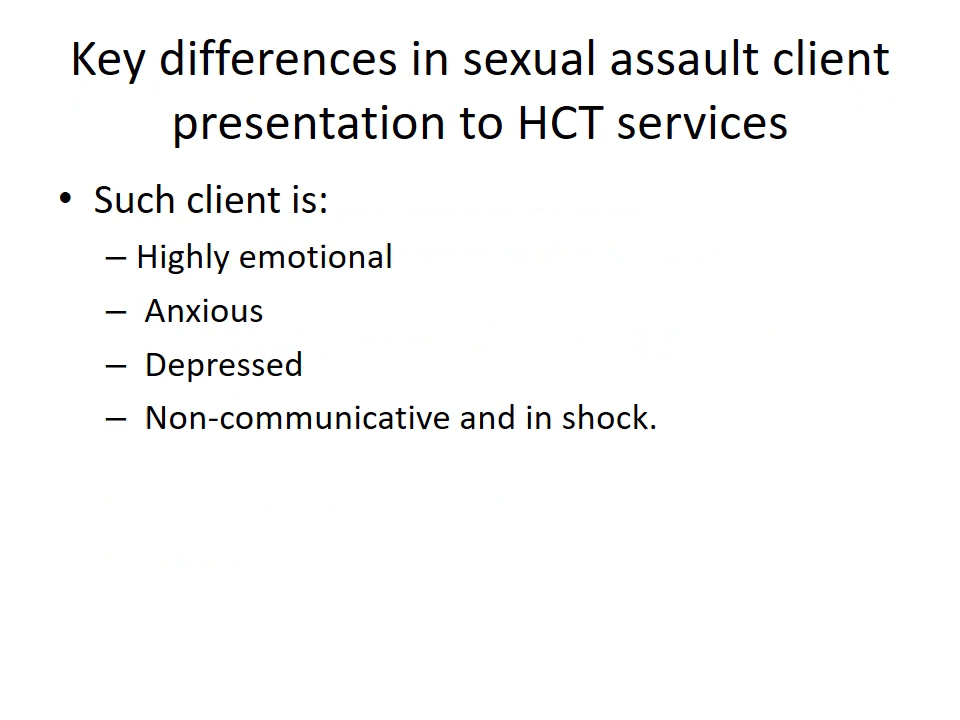 Key differences in sexual assault client
presentation to HCT services
• Such client is:
– Highly emotional
– Anxious
– Depressed
– Non-communicative and in shock.